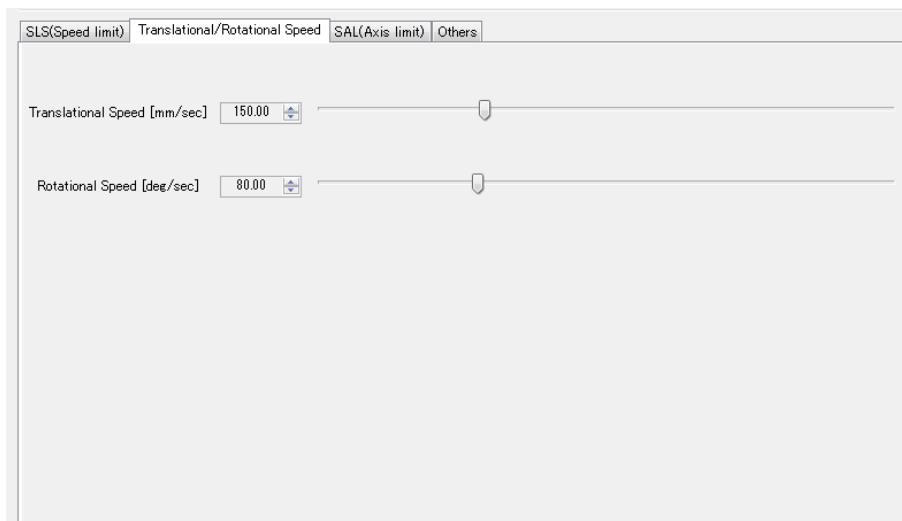 SLS(Speed limit) Translational/Rotational Speed SAL(Axis limit) Others
Translational Speed [mm/sec] 150.00
Rotational Speed [deg/sec] 80.00